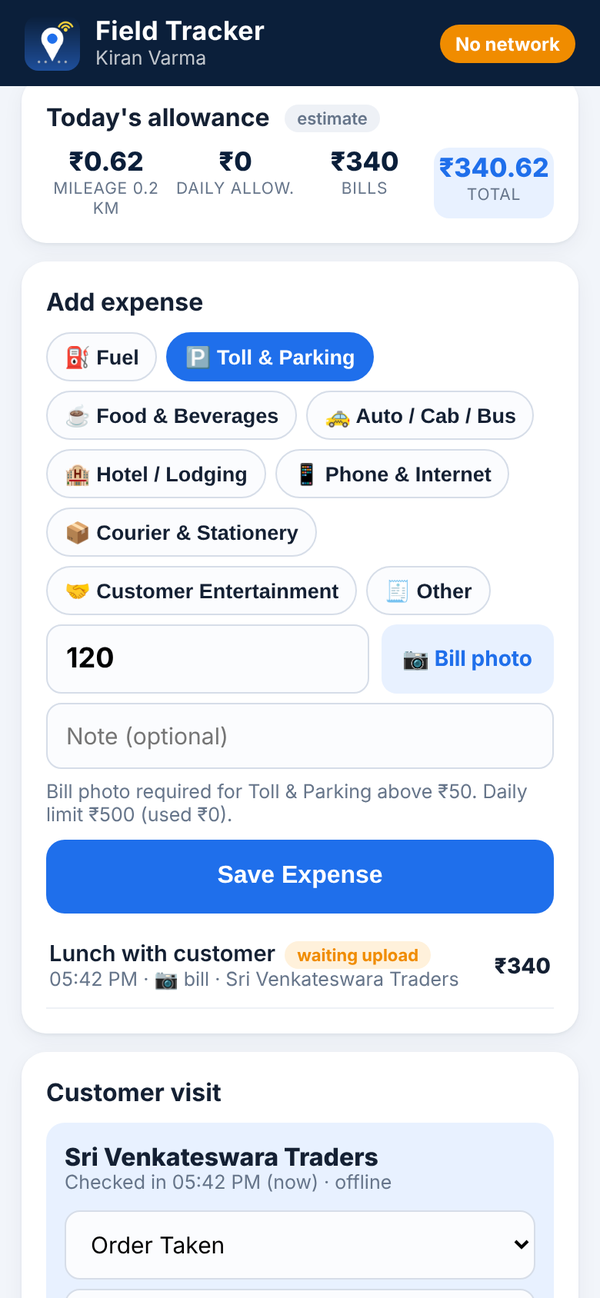 Field Tracker
Kiran Varma
No network
Today's allowance estimate
₹0.62 ₹0 ₹340 ₹340.62
MILEAGE 0.2 KM DAILY ALLOW. BILLS TOTAL
Add expense
Fuel
Toll & Parking
Food & Beverages
Auto / Cab / Bus
Hotel / Lodging
Phone & Internet
Courier & Stationery
Customer Entertainment
Other
120
Bill photo
Note (optional)
Bill photo required for Toll & Parking above ₹50. Daily
limit ₹500 (used ₹0).
Save Expense
Lunch with customer waiting upload
05:42 PM · 📷 bill · Sri Venkateswara Traders
₹340
Customer visit
Sri Venkateswara Traders
Checked in 05:42 PM (now) · offline
Order Taken